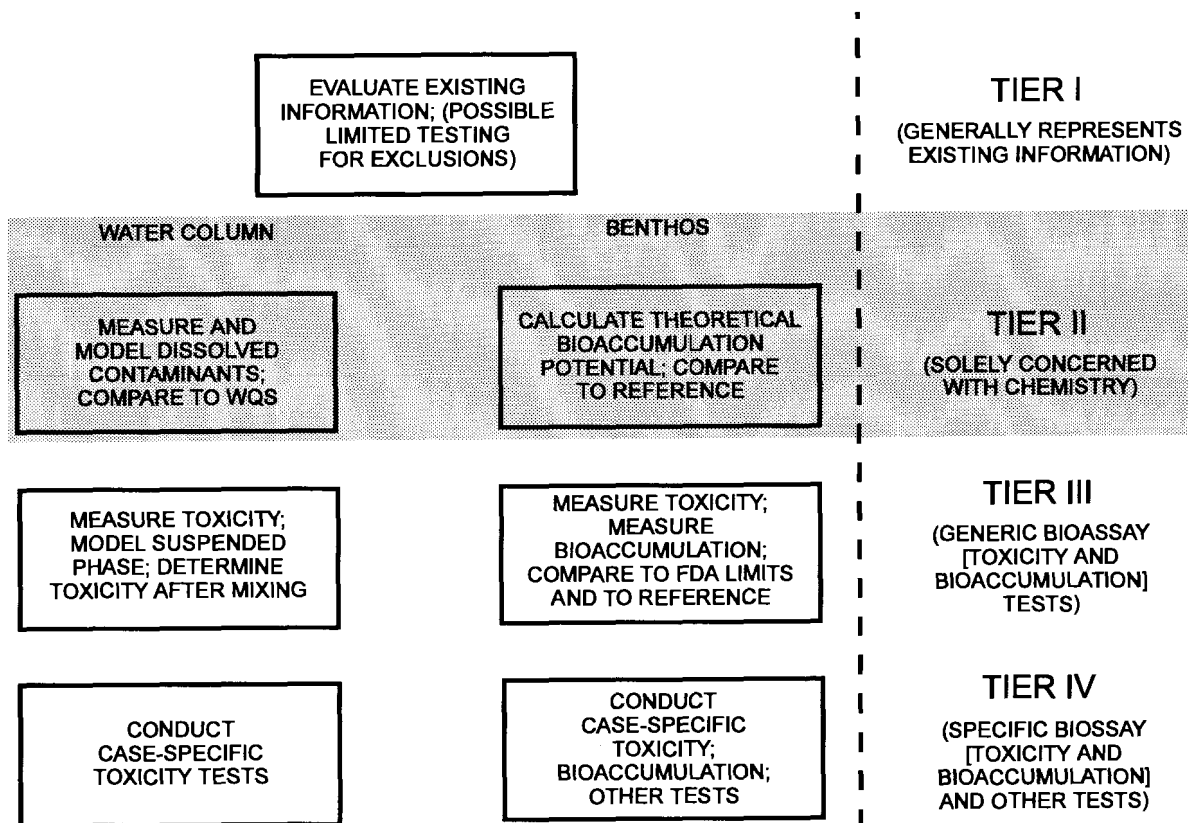 EVALUATE EXISTING
INFORMATION; (POSSIBLE
LIMITED TESTING
FOR EXCLUSIONS)
TIER I
(GENERALLY REPRESENTS
EXISTING INFORMATION)
WATER COLUMN
BENTHOS
MEASURE AND
MODEL DISSOLVED
CONTAMINANTS;
COMPARE TO WQS
CALCULATE THEORETICAL
BIOACCUMULATION
POTENTIAL; COMPARE
TO REFERENCE
TIER II
(SOLELY CONCERNED
WITH CHEMISTRY)
MEASURE TOXICITY;
MODEL SUSPENDED
PHASE; DETERMINE
TOXICITY AFTER MIXING
MEASURE TOXICITY;
MEASURE
BIOACCUMULATION;
COMPARE TO FDA LIMITS
AND TO REFERENCE
TIER III
(GENERIC BIOASSAY
[TOXICITY AND
BIOACCUMULATION]
TESTS)
CONDUCT
CASE-SPECIFIC
TOXICITY TESTS
CONDUCT
CASE-SPECIFIC
TOXICITY;
BIOACCUMULATION;
OTHER TESTS
TIER IV
(SPECIFIC BIOSSAY
[TOXICITY AND
BIOACCUMULATION]
AND OTHER TESTS)